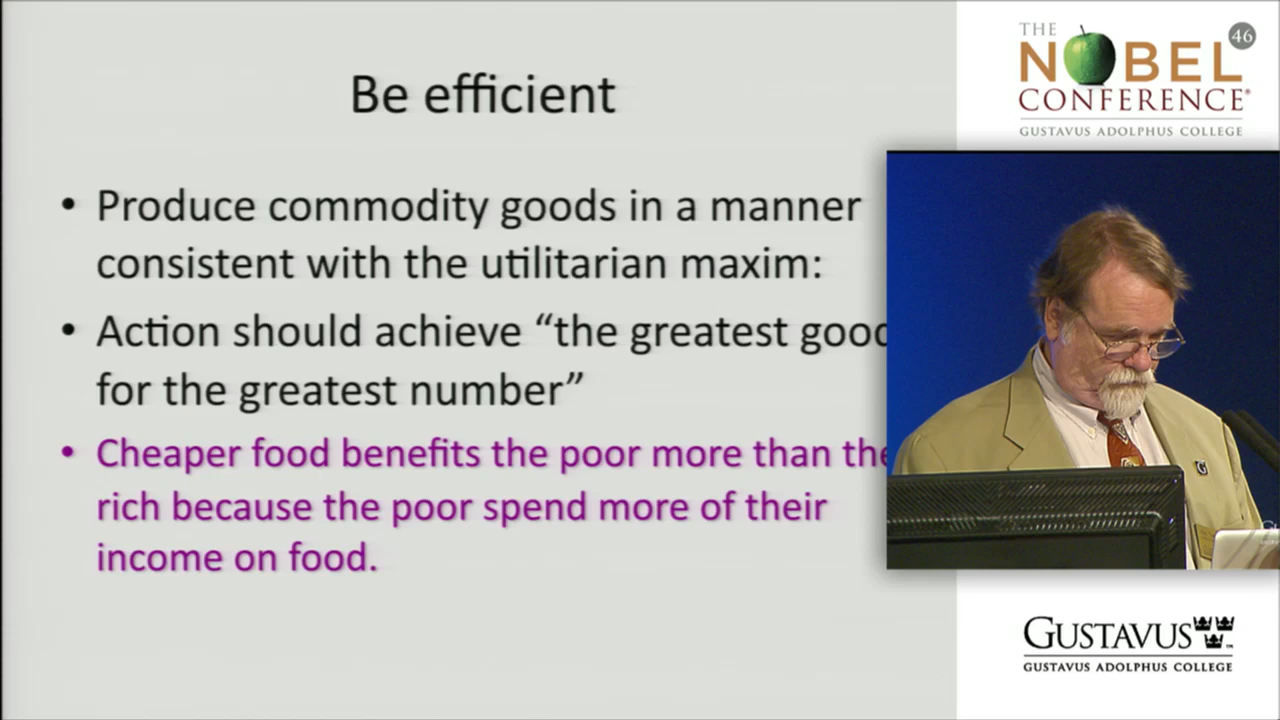 Be efficient
• Produce commodity goods in a manner
consistent with the utilitarian maxim:
• Action should achieve “the greatest good
for the greatest number”
• Cheaper food benefits the poor more than the
rich because the poor spend more of their
income on food.
THE
NOBEL 46
CONFERENCE®
GUSTAVUS ADOLPHUS COLLEGE
GUSTAVUS™
GUSTAVUS ADOLPHUS COLLEGE